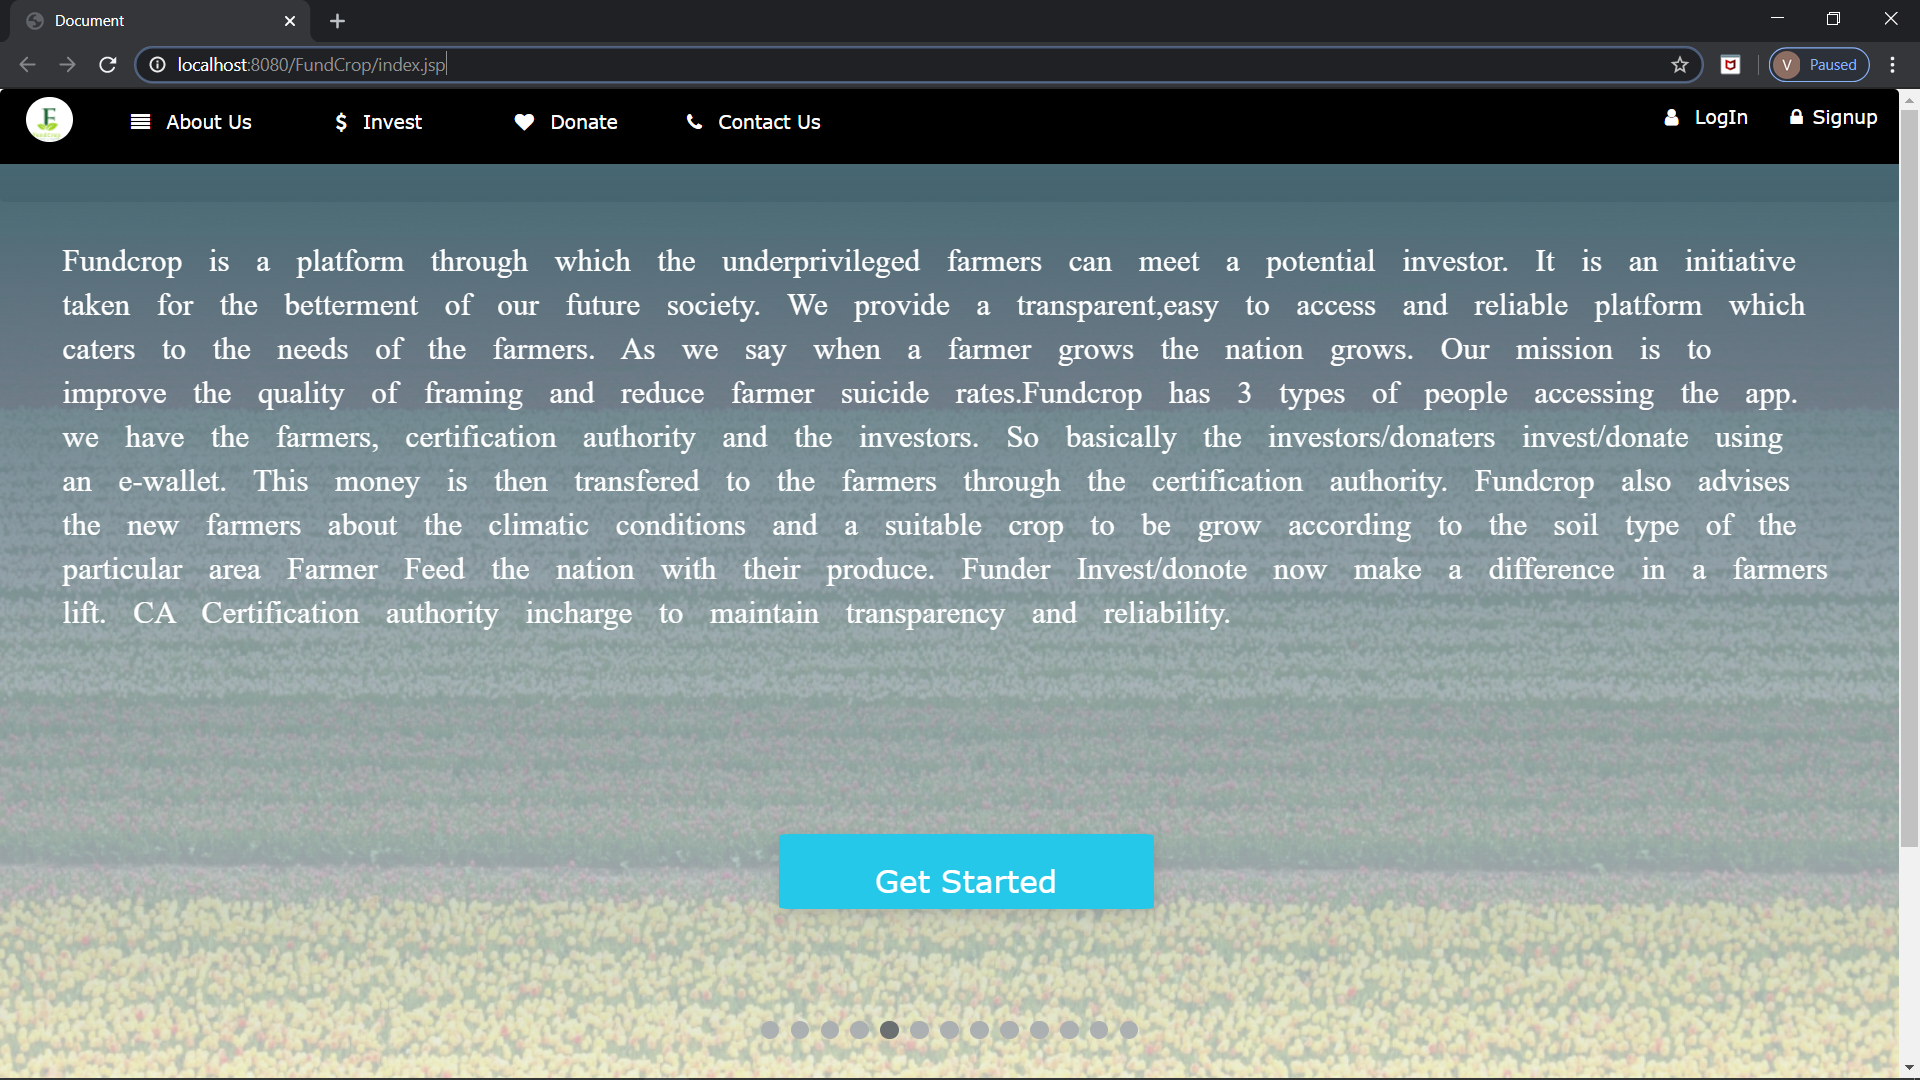 Document
localhost:8080/FundCrop/index.jsp
V Paused
F
About Us
$ Invest
Donate
Contact Us
LogIn
Signup
Fundcrop is a platform through which the underprivileged farmers can meet a potential investor. It is an initiative
taken for the betterment of our future society. We provide a transparent,easy to access and reliable platform which
caters to the needs of the farmers. As we say when a farmer grows the nation grows. Our mission is to
improve the quality of framing and reduce farmer suicide rates.Fundcrop has 3 types of people accessing the app.
we have the farmers, certification authority and the investors. So basically the investors/donaters invest/donate using
an e-wallet. This money is then transfered to the farmers through the certification authority. Fundcrop also advises
the new farmers about the climatic conditions and a suitable crop to be grow according to the soil type of the
particular area Farmer Feed the nation with their produce. Funder Invest/donote now make a difference in a farmers
lift. CA Certification authority incharge to maintain transparency and reliability.
Get Started